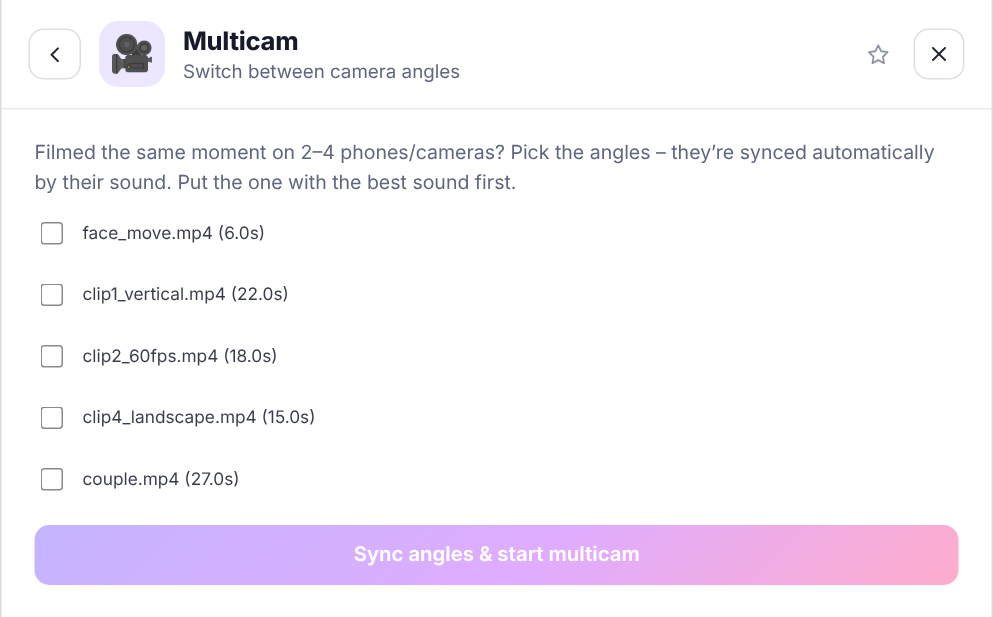 Multicam
Switch between camera angles
Filmed the same moment on 2–4 phones/cameras? Pick the angles – they’re synced automatically
by their sound. Put the one with the best sound first.
face_move.mp4 (6.0s)
clip1_vertical.mp4 (22.0s)
clip2_60fps.mp4 (18.0s)
clip4_landscape.mp4 (15.0s)
couple.mp4 (27.0s)
Sync angles & start multicam